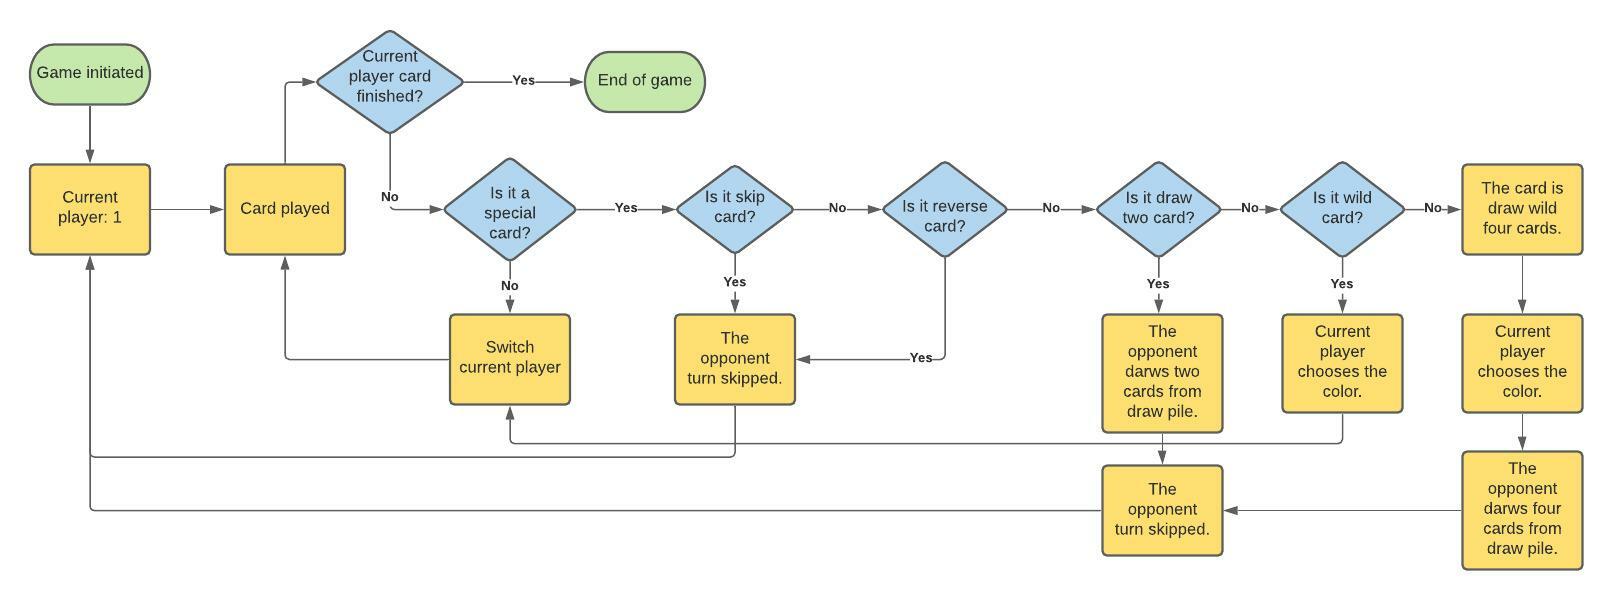 Game initiated
Current
player card
finished?
Yes
End of game
No
Current
player: 1
Card played
Is it a
special
card?
Yes
Is it skip
card?
No
Is it reverse
card?
No
Is it draw
two card?
No
Is it wild
card?
No
The card is
draw wild
four cards.
No
Yes
Yes
Yes
Switch
current player
The
opponent
turn skipped.
Yes
The
opponent
darws two
cards from
draw pile.
Current
player
chooses the
color.
Current
player
chooses the
color.
The
opponent
turn skipped.
The
opponent
darws four
cards from
draw pile.